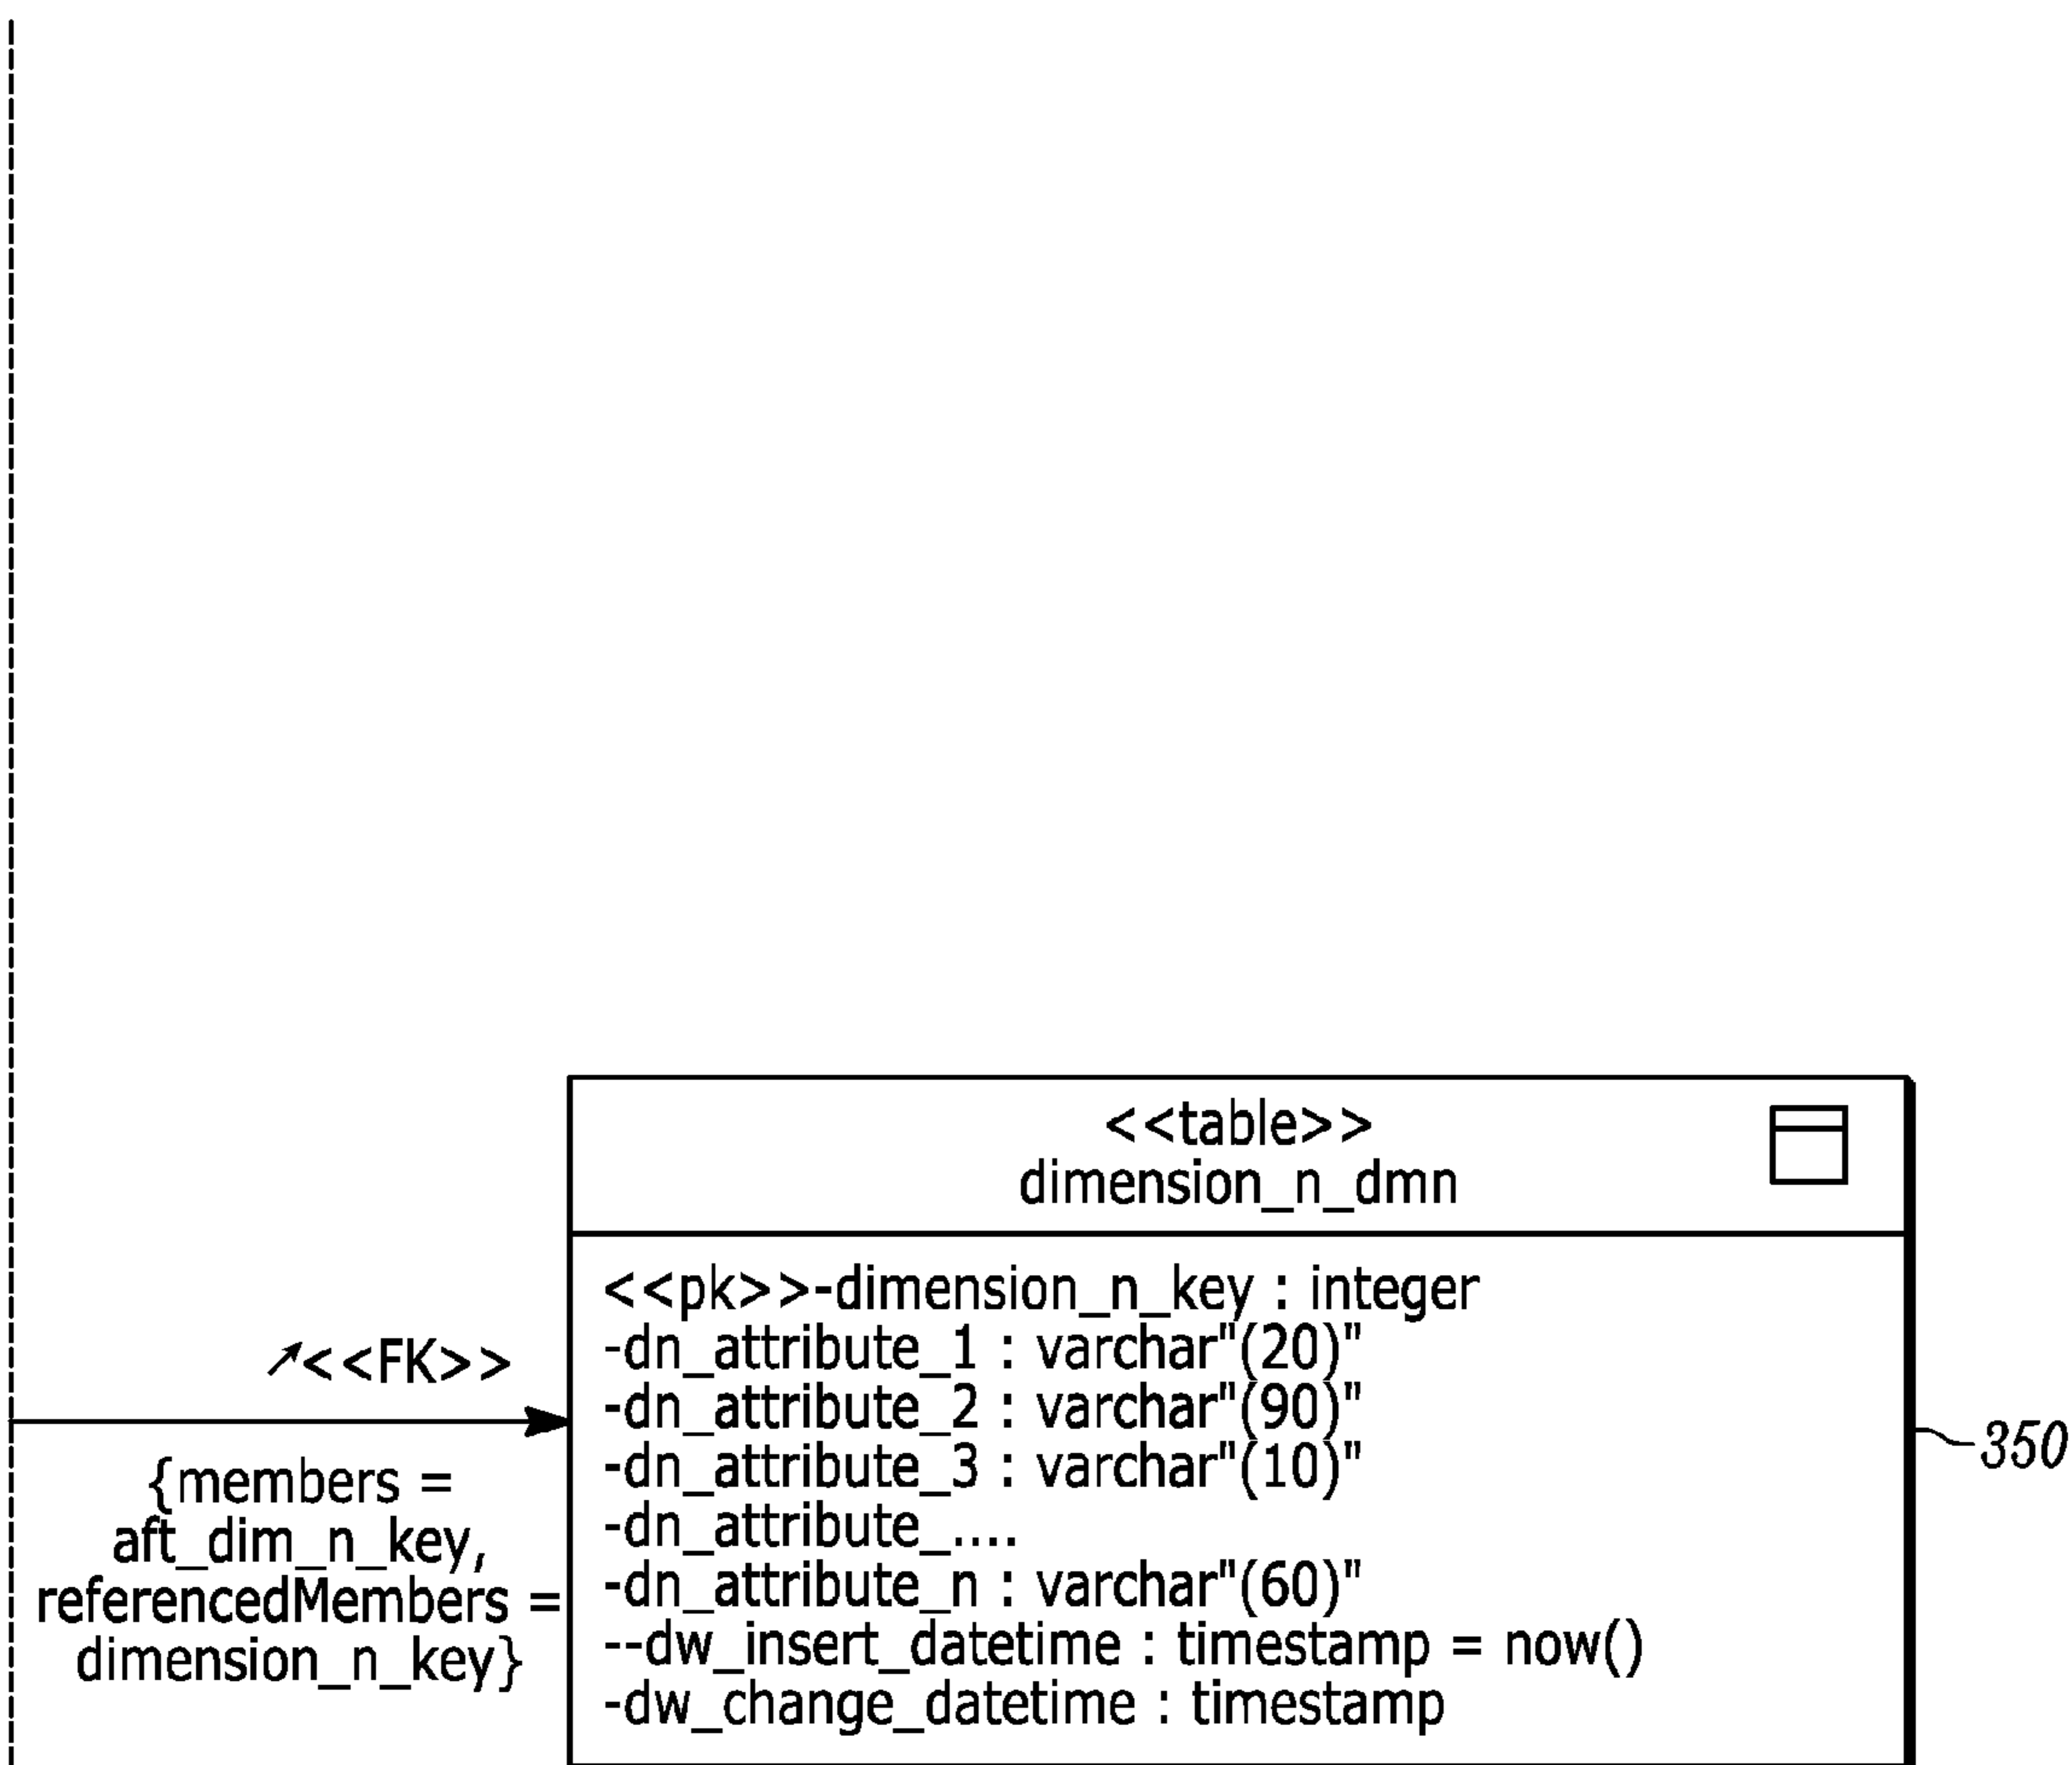 <<table>>
dimension_n_dmn
<<pk>>-dimension_n_key : integer
-dn_attribute_1 : varchar"(20)"
-dn_attribute_2 : varchar"(90)"
-dn_attribute_3 : varchar"(10)"
-dn_attribute_....
-dn_attribute_n : varchar"(60)"
--dw_insert_datetime : timestamp = now()
-dw_change_datetime : timestamp
<<FK>>
{members =
aft_dim_n_key,
referencedMembers =
dimension_n_key}
350